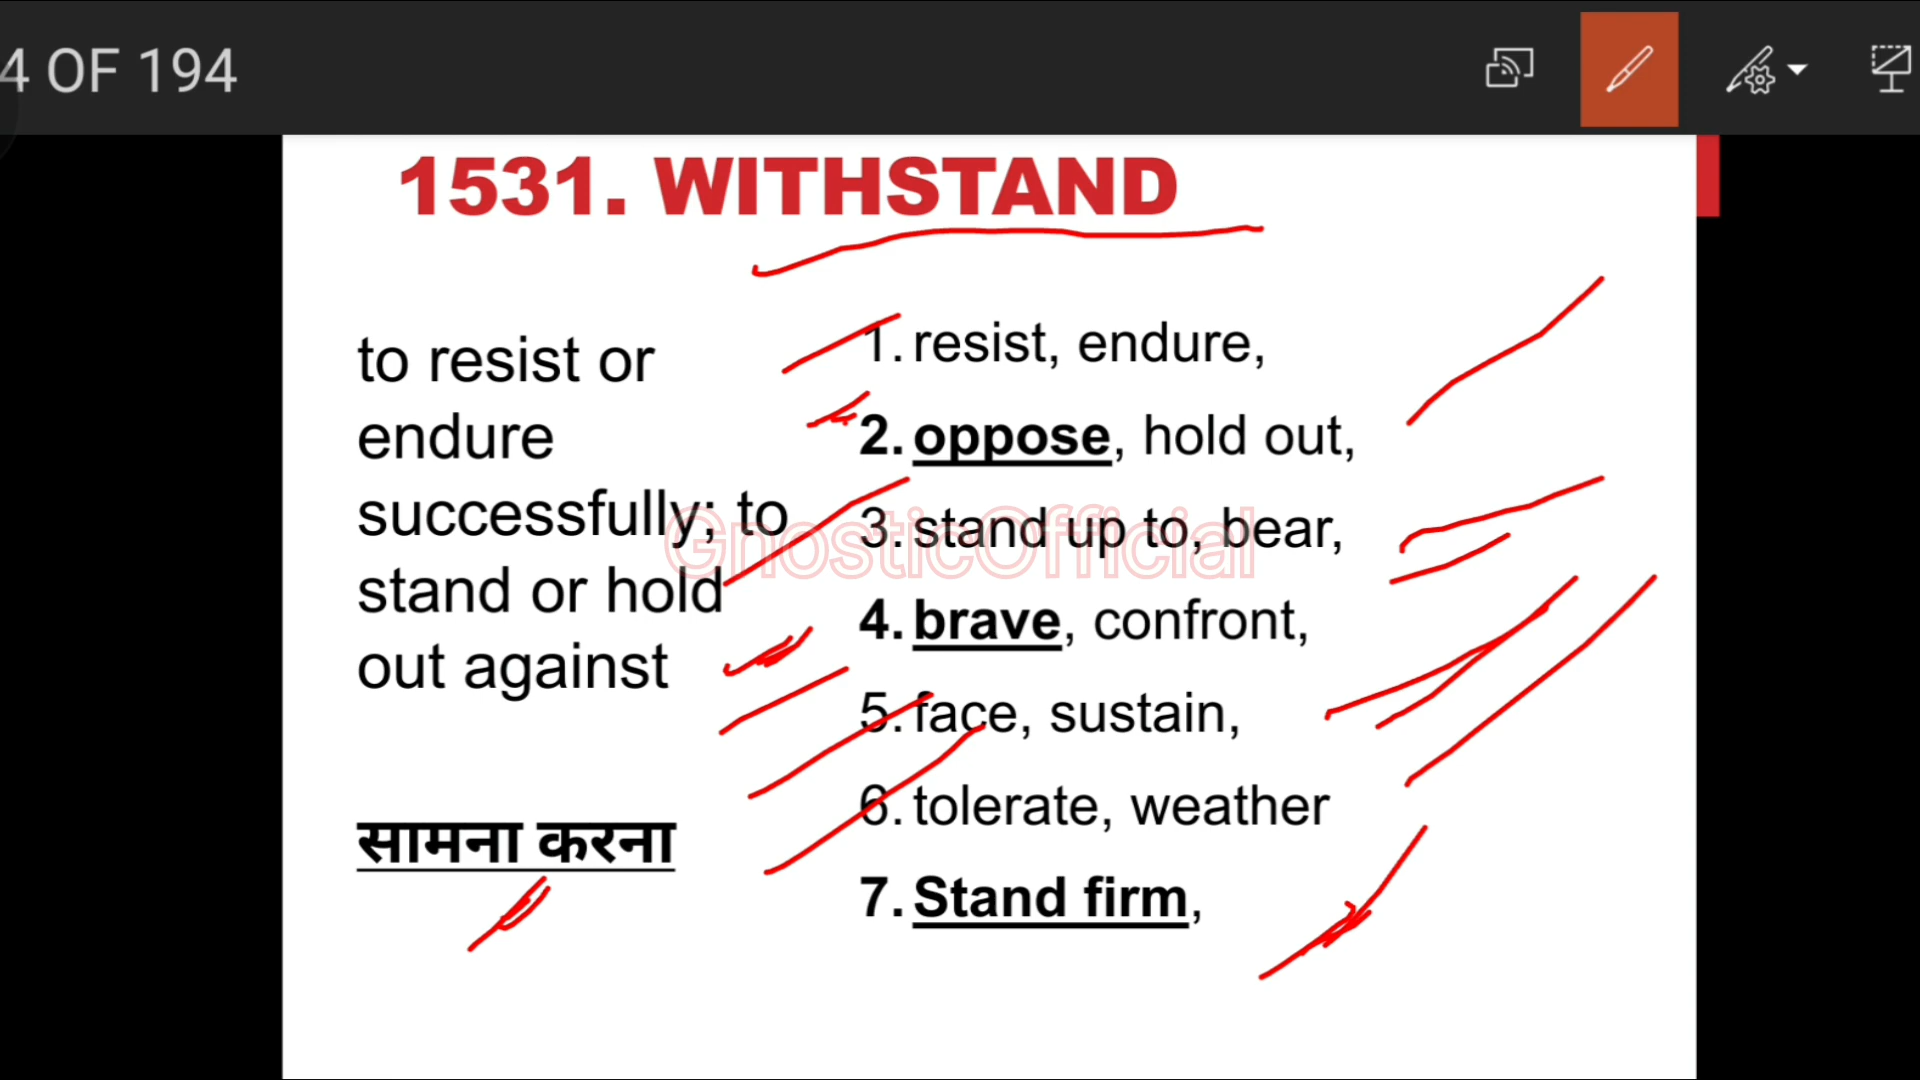 4 OF 194
1531. WITHSTAND
to resist or
endure
successfully; to
stand or hold
out against
सामना करना
1. resist, endure,
2. oppose, hold out,
3. stand up to, bear,
4. brave, confront,
5. face, sustain,
6. tolerate, weather
7. Stand firm,
GnosticOfficial